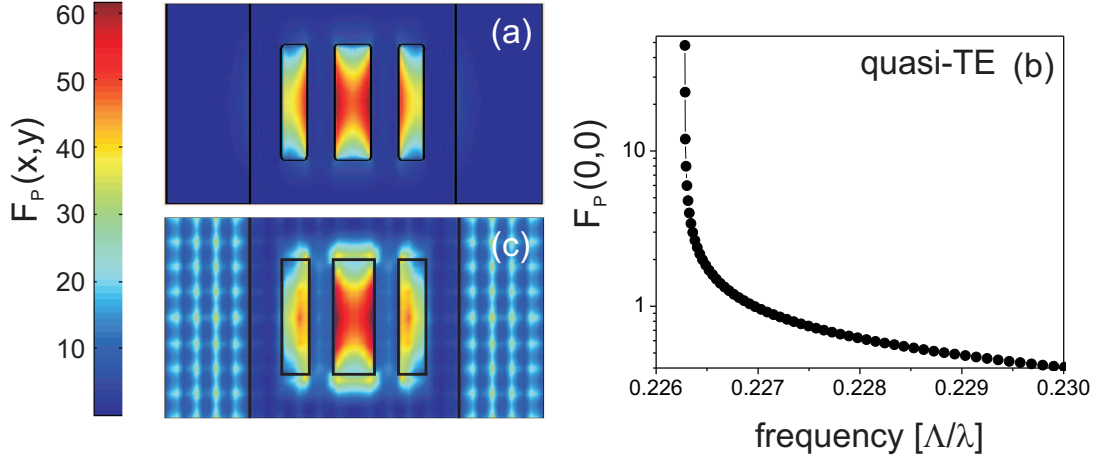 60
50
40
30
20
10
F_P(x,y)
(a)
(c)
quasi-TE (b)
F_P(0,0)
10
1
0.226 0.227 0.228 0.229 0.230
frequency [Λ/λ]